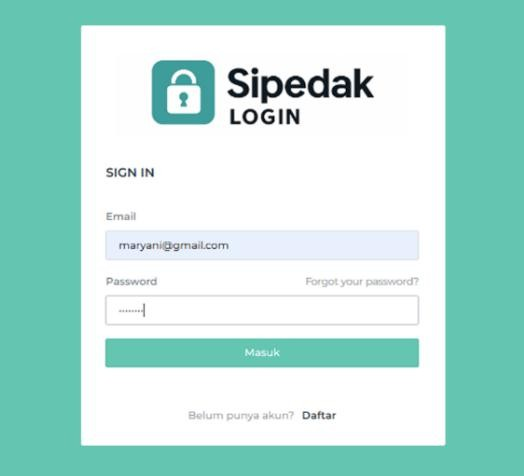 Sipedak
LOGIN
SIGN IN
Email
maryani@gmail.com
Password Forgot your password?
Masuk
Belum punya akun? Daftar